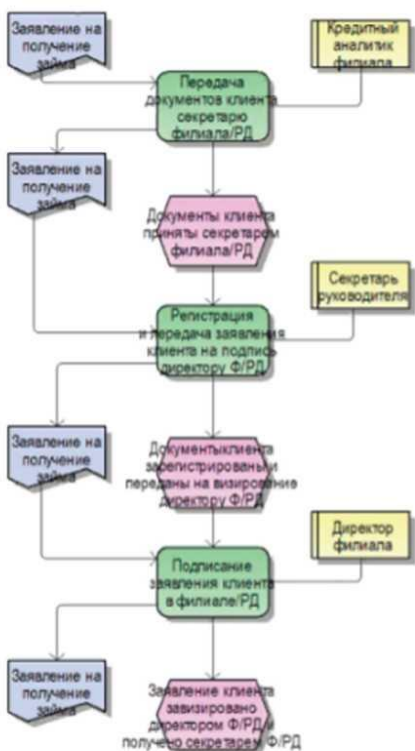 Заявление на
получение
займа
Кредитный
аналитик
филиала
Передача
документов клиента
секретарю
филиала/РД
Заявление на
получение
займа
Документы клиента
приняты секретарем
филиала/РД
Секретарь
руководителя
Регистрация
и передача заявления
клиента на подпись
директору Ф/РД
Заявление на
получение
займа
Документыклиента
зарегистрированы и
переданы на визирование
директору Ф/РД
Директор
филиала
Подписание
заявления клиента
в филиале/РД
Заявление на
получение
займа
Заявление клиента
завизировано
директором Ф/РД и
получено секретарем Ф/РД